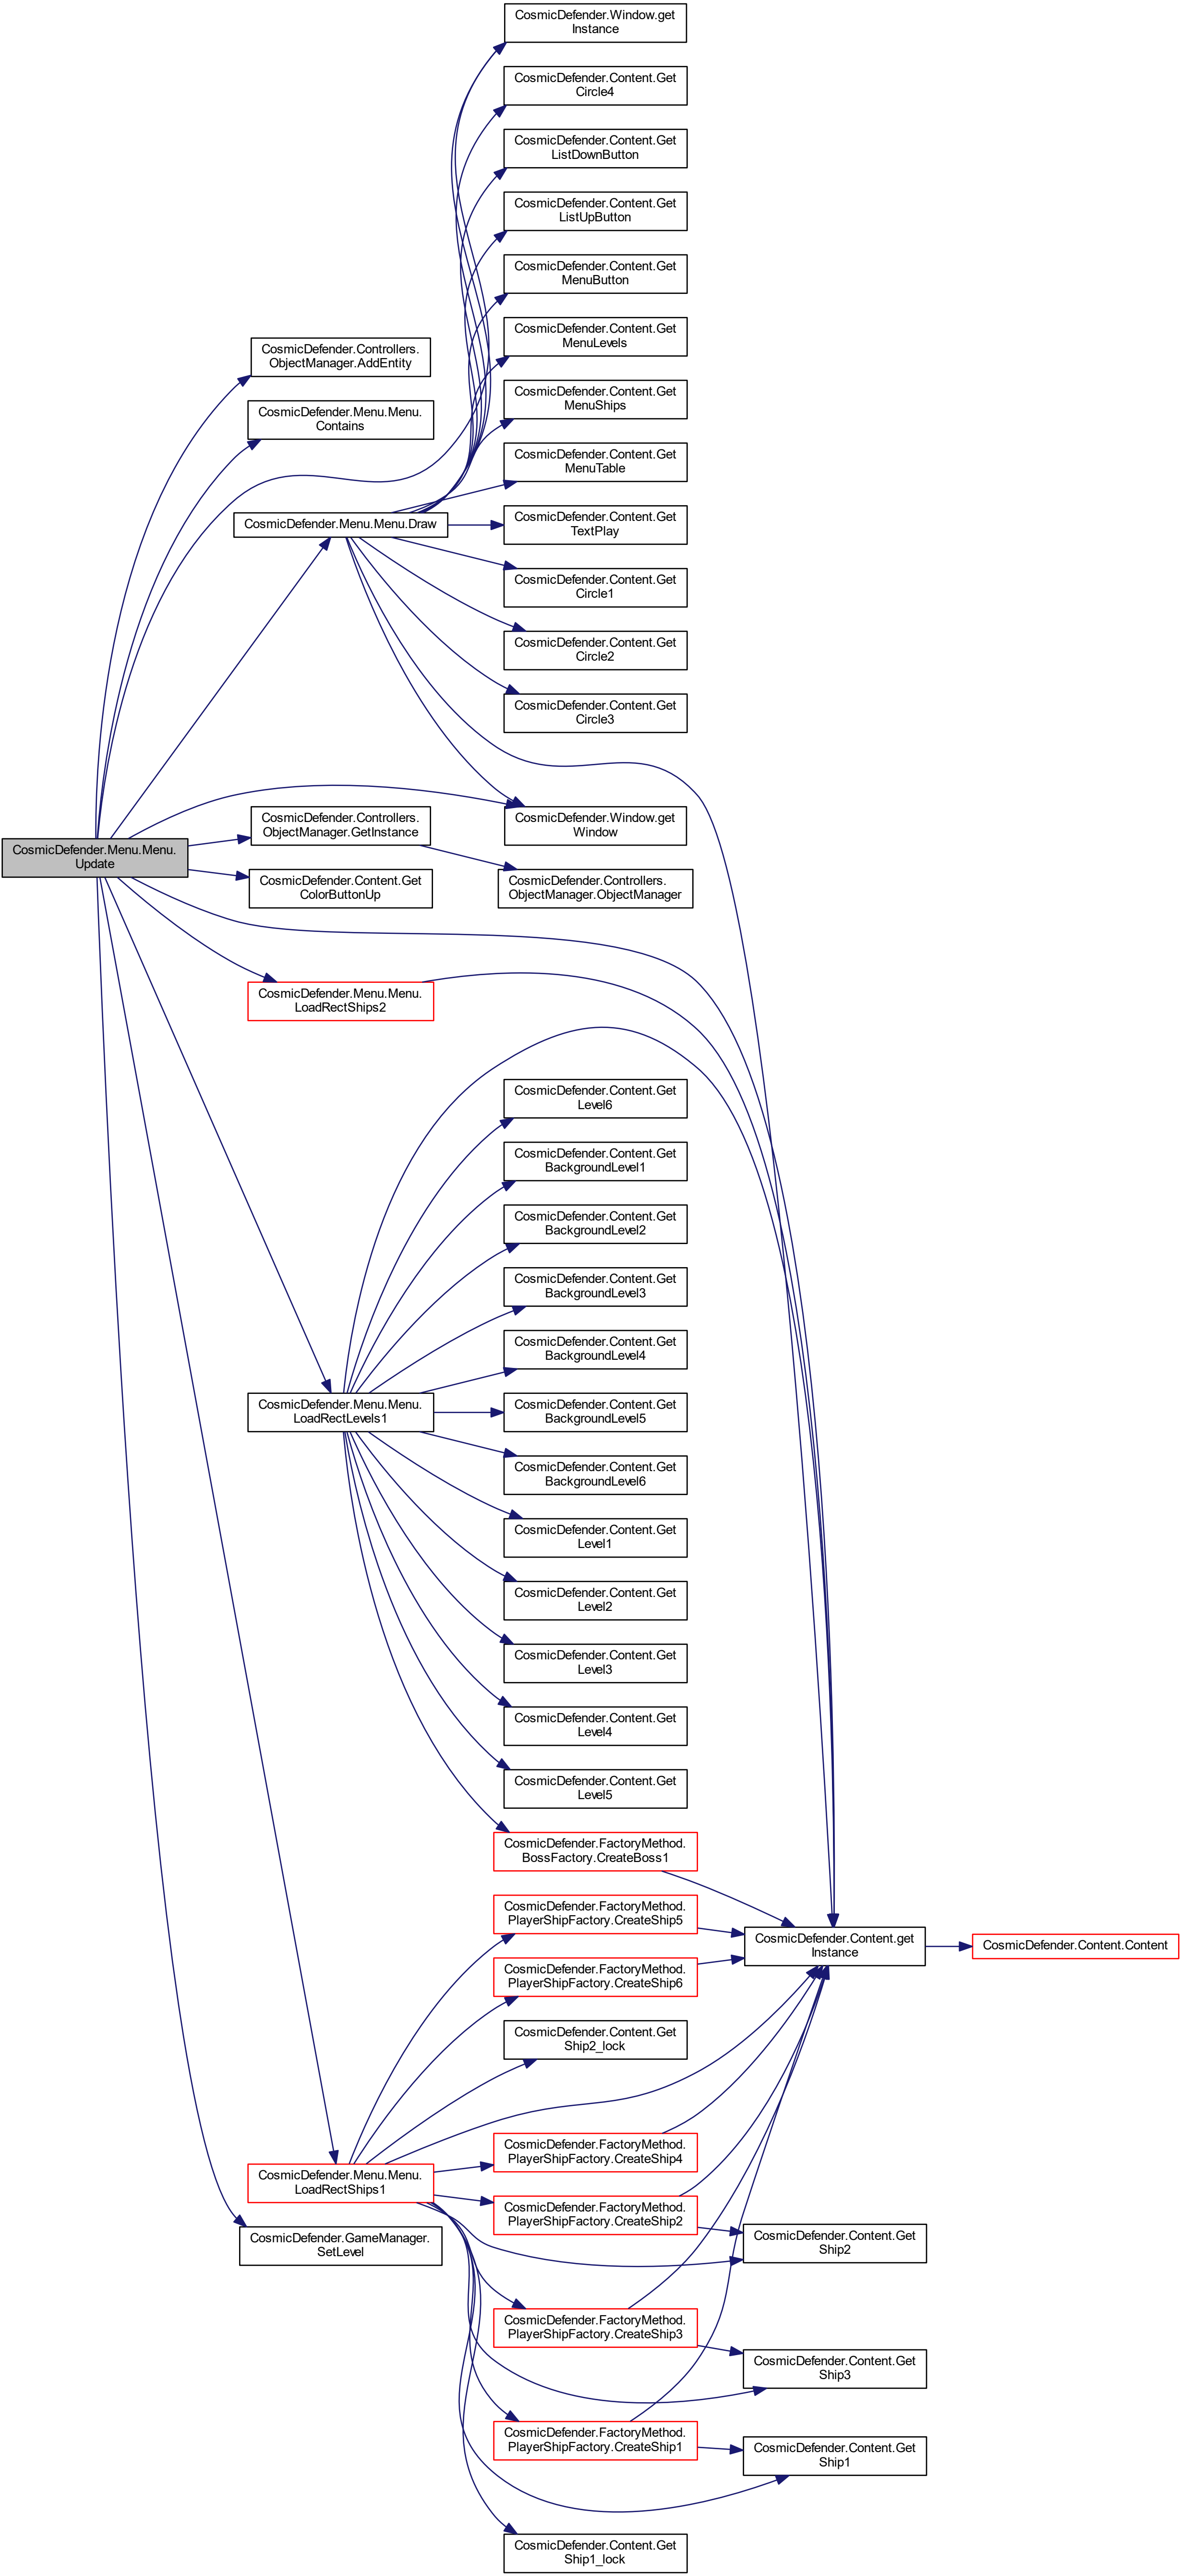 CosmicDefender.Window.get
Instance
CosmicDefender.Content.Get
Circle4
CosmicDefender.Content.Get
ListDownButton
CosmicDefender.Content.Get
ListUpButton
CosmicDefender.Content.Get
MenuButton
CosmicDefender.Content.Get
MenuLevels
CosmicDefender.Controllers.
ObjectManager.AddEntity
CosmicDefender.Content.Get
MenuShips
CosmicDefender.Menu.Menu.
Contains
CosmicDefender.Content.Get
MenuTable
CosmicDefender.Menu.Menu.Draw
CosmicDefender.Content.Get
TextPlay
CosmicDefender.Content.Get
Circle1
CosmicDefender.Content.Get
Circle2
CosmicDefender.Content.Get
Circle3
CosmicDefender.Controllers.
ObjectManager.GetInstance
CosmicDefender.Window.get
Window
CosmicDefender.Menu.Menu.
Update
CosmicDefender.Content.Get
ColorButtonUp
CosmicDefender.Controllers.
ObjectManager.ObjectManager
CosmicDefender.Menu.Menu.
LoadRectShips2
CosmicDefender.Content.Get
Level6
CosmicDefender.Content.Get
BackgroundLevel1
CosmicDefender.Content.Get
BackgroundLevel2
CosmicDefender.Content.Get
BackgroundLevel3
CosmicDefender.Content.Get
BackgroundLevel4
CosmicDefender.Menu.Menu.
LoadRectLevels1
CosmicDefender.Content.Get
BackgroundLevel5
CosmicDefender.Content.Get
BackgroundLevel6
CosmicDefender.Content.Get
Level1
CosmicDefender.Content.Get
Level2
CosmicDefender.Content.Get
Level3
CosmicDefender.Content.Get
Level4
CosmicDefender.Content.Get
Level5
CosmicDefender.FactoryMethod.
BossFactory.CreateBoss1
CosmicDefender.FactoryMethod.
PlayerShipFactory.CreateShip5
CosmicDefender.Content.get
Instance
CosmicDefender.Content.Content
CosmicDefender.FactoryMethod.
PlayerShipFactory.CreateShip6
CosmicDefender.Content.Get
Ship2_lock
CosmicDefender.FactoryMethod.
PlayerShipFactory.CreateShip4
CosmicDefender.Menu.Menu.
LoadRectShips1
CosmicDefender.FactoryMethod.
PlayerShipFactory.CreateShip2
CosmicDefender.GameManager.
SetLevel
CosmicDefender.Content.Get
Ship2
CosmicDefender.FactoryMethod.
PlayerShipFactory.CreateShip3
CosmicDefender.Content.Get
Ship3
CosmicDefender.FactoryMethod.
PlayerShipFactory.CreateShip1
CosmicDefender.Content.Get
Ship1
CosmicDefender.Content.Get
Ship1_lock